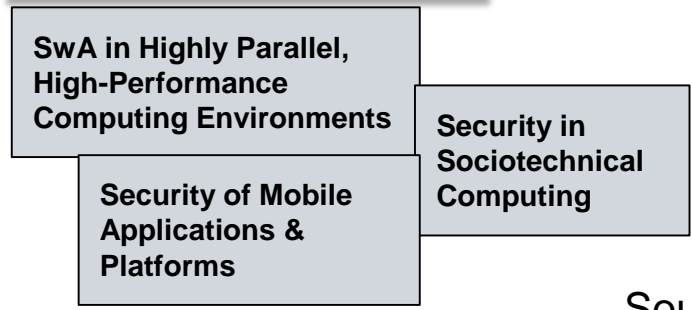 SwA in Highly Parallel,
High-Performance
Computing Environments
Security in
Sociotechnical
Computing
Security of Mobile
Applications &
Platforms